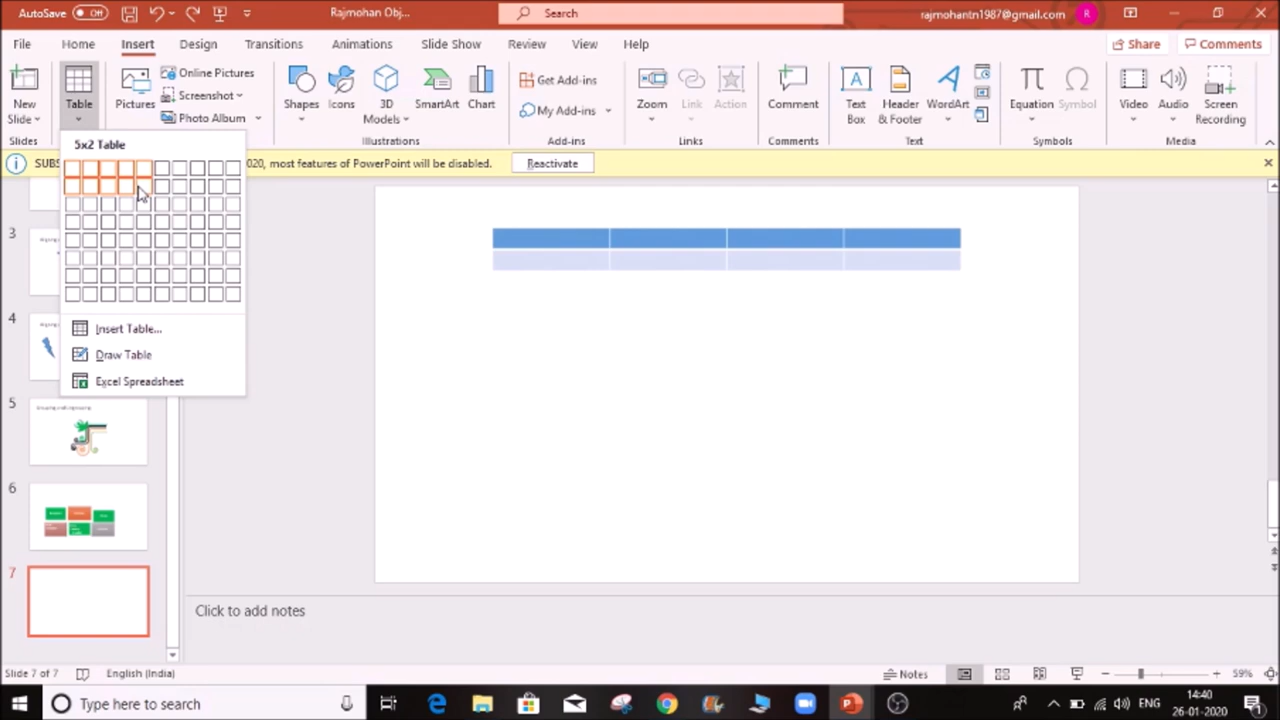 AutoSave Off Rajmohan Obj... Search rajmohantn1987@gmail.com R
File Home Insert Design Transitions Animations Slide Show Review View Help Share Comments
New Slide Table Pictures Online Pictures Screenshot Photo Album Shapes Icons 3D Models SmartArt Chart Get Add-ins My Add-ins Zoom Link Action Comment Text Box Header & Footer WordArt Equation Symbol Video Audio Screen Recording
Slides Illustrations Add-ins Links Comments Text Symbols Media
5x2 Table
SUBS 020, most features of PowerPoint will be disabled. Reactivate
Insert Table...
Draw Table
Excel Spreadsheet
3
4
5
6
7
Click to add notes
Slide 7 of 7 English (India) Notes 59%
Type here to search ENG 14:40
26-01-2020 1